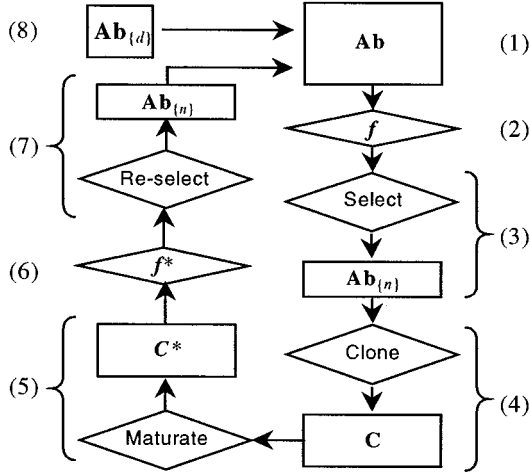 (8) Ab{d} Ab (1)
Ab{n}
f (2)
(7)
Re-select Select
(3)
(6) f* Ab{n}
C* Clone
(5) (4)
Maturate C